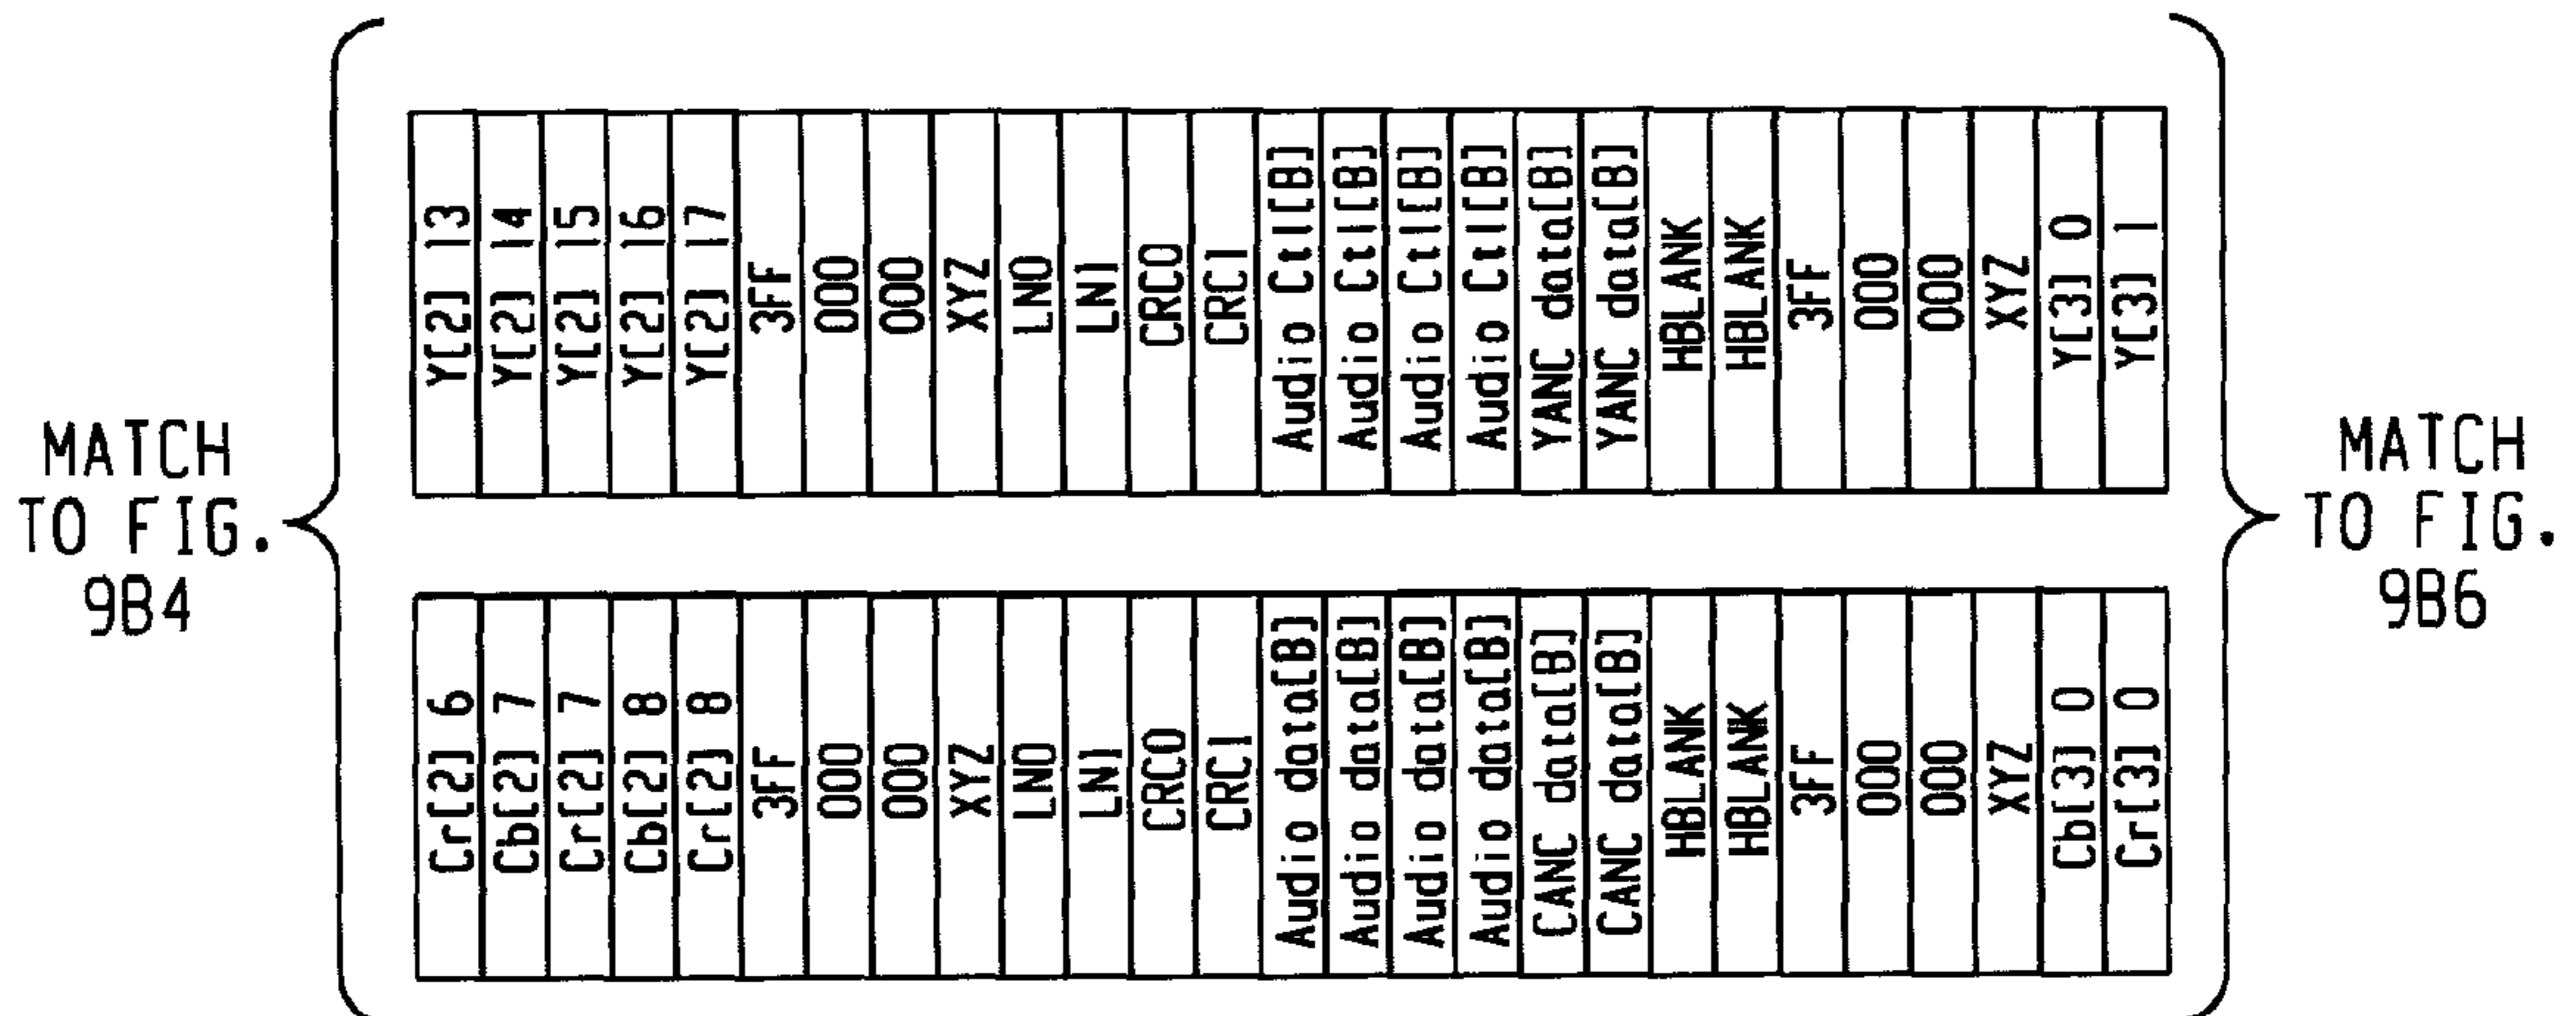 MATCH
TO FIG.
9B4
Y[2] 13
Y[2] 14
Y[2] 15
Y[2] 16
Y[2] 17
3FF
000
000
XYZ
LN0
LN1
CRC0
CRC1
Audio Ctl[B]
Audio Ctl[B]
Audio Ctl[B]
Audio Ctl[B]
YANC data[B]
YANC data[B]
HBLANK
HBLANK
3FF
000
000
XYZ
Y[3] 0
Y[3] 1
Cr[2] 6
Cb[2] 7
Cr[2] 7
Cb[2] 8
Cr[2] 8
3FF
000
000
XYZ
LN0
LN1
CRC0
CRC1
Audio data[B]
Audio data[B]
Audio data[B]
Audio data[B]
CANC data[B]
CANC data[B]
HBLANK
HBLANK
3FF
000
000
XYZ
Cb[3] 0
Cr[3] 0
MATCH
TO FIG.
9B6